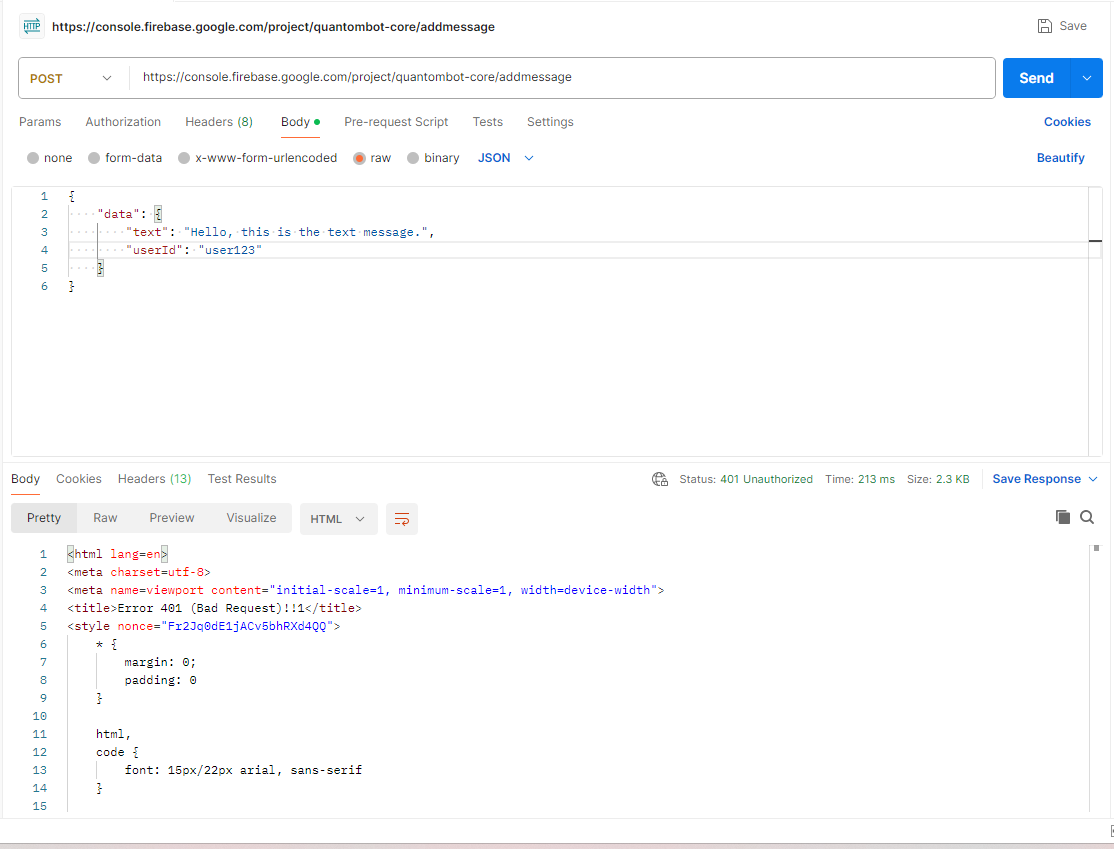 HTTP https://console.firebase.google.com/project/quantombot-core/addmessage Save
POST https://console.firebase.google.com/project/quantombot-core/addmessage Send
Params Authorization Headers (8) Body Pre-request Script Tests Settings Cookies
none form-data x-www-form-urlencoded raw binary JSON Beautify
1 {
2 "data": {
3 "text": "Hello, this is the text message.",
4 "userId": "user123"
5 }
6 }
Body Cookies Headers (13) Test Results Status: 401 Unauthorized Time: 213 ms Size: 2.3 KB Save Response
Pretty Raw Preview Visualize HTML
1 <html lang=en>
2 <meta charset=utf-8>
3 <meta name=viewport content="initial-scale=1, minimum-scale=1, width=device-width">
4 <title>Error 401 (Bad Request)!!1</title>
5 <style nonce="Fr2Jq0dE1jACv5bhRXd4QQ">
6 * {
7 margin: 0;
8 padding: 0
9 }
10
11 html,
12 code {
13 font: 15px/22px arial, sans-serif
14 }
15